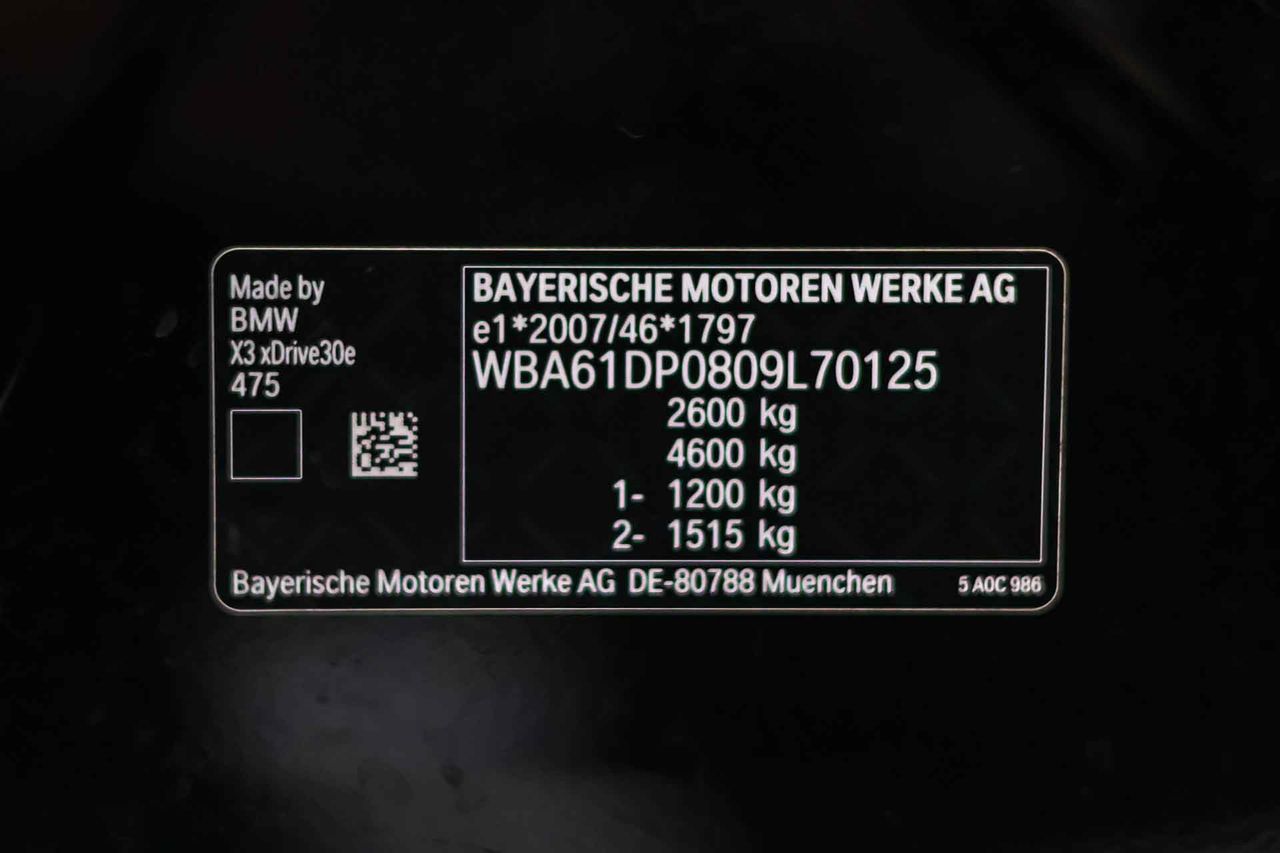 Made by
BMW
X3 xDrive30e
475
BAYERISCHE MOTOREN WERKE AG
e1*2007/46*1797
WBA61DP0809L70125
2600 kg
4600 kg
1- 1200 kg
2- 1515 kg
Bayerische Motoren Werke AG DE-80788 Muenchen
5 A0C 986